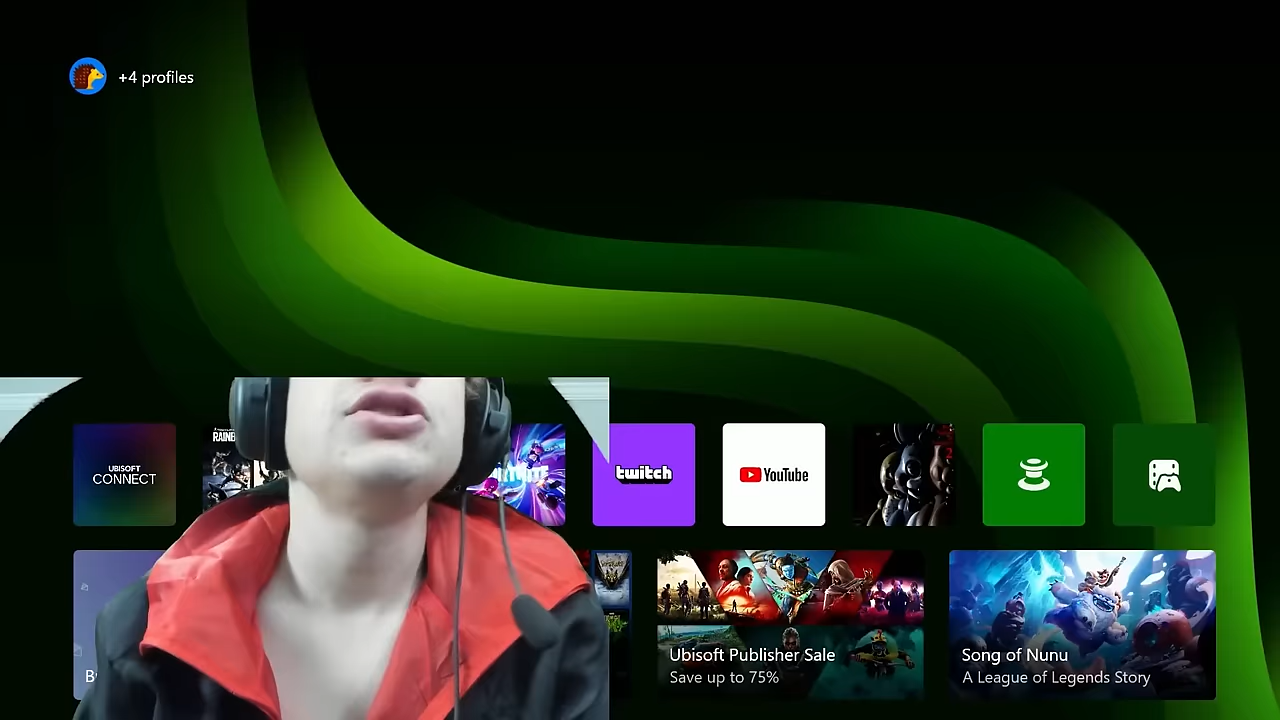 +4 profiles
UBISOFT
CONNECT
RAINB
twitch
YouTube
Ubisoft Publisher Sale
Save up to 75%
Song of Nunu
A League of Legends Story